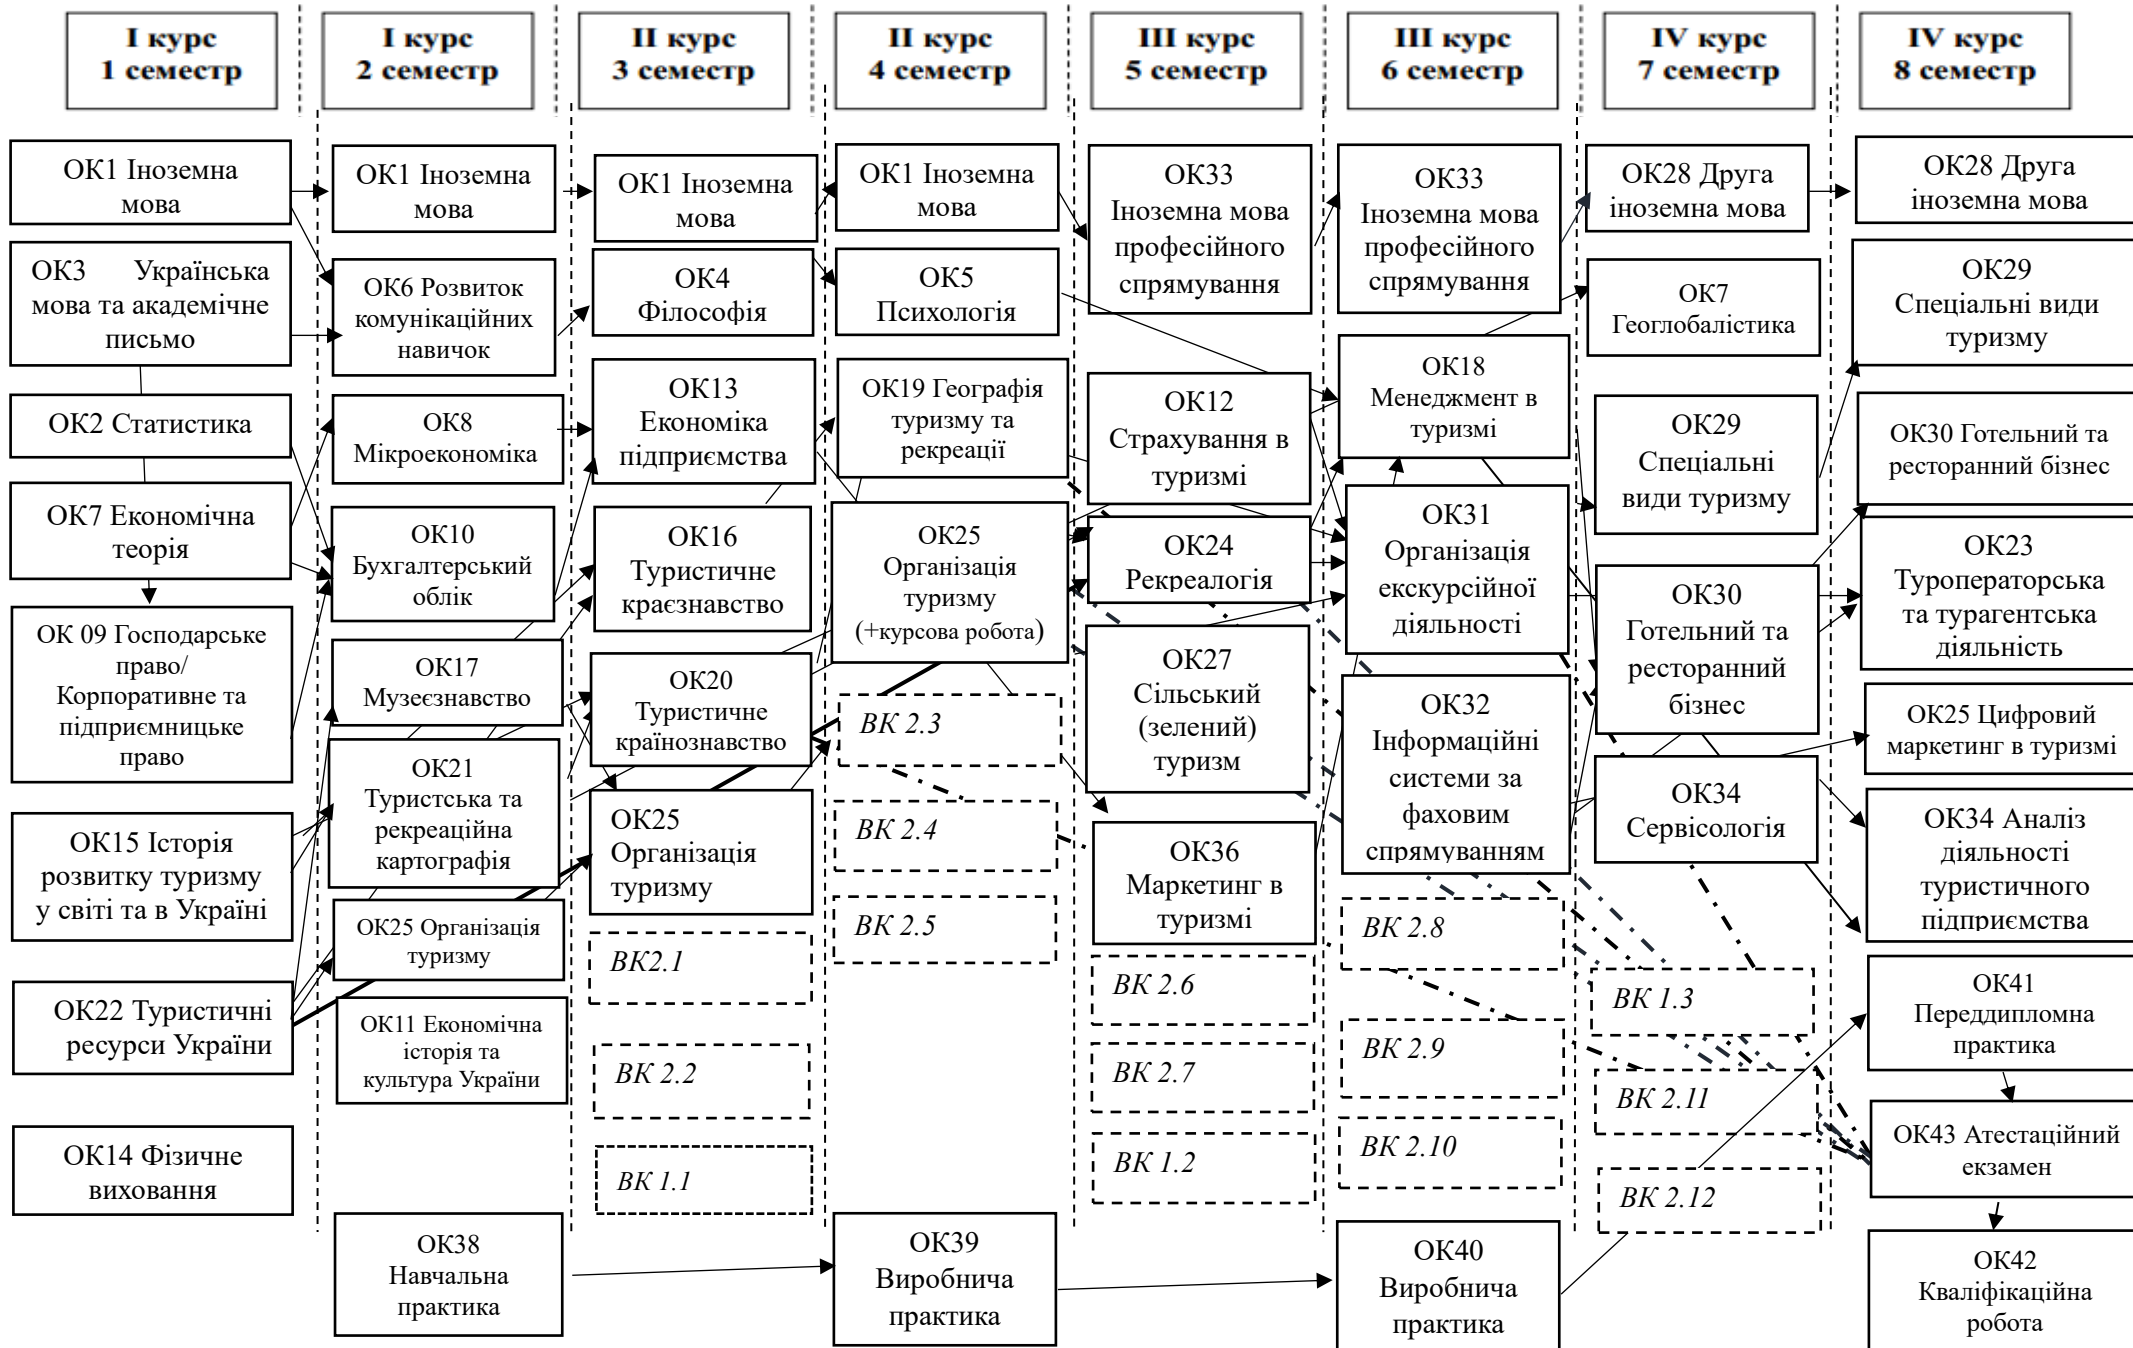 І курс
1 семестр
І курс
2 семестр
ІІ курс
3 семестр
ІІ курс
4 семестр
ІІІ курс
5 семестр
ІІІ курс
6 семестр
IV курс
7 семестр
IV курс
8 семестр
ОК1 Іноземна
мова
ОК3 Українська
мова та академічне
письмо
ОК2 Статистика
ОК7 Економічна
теорія
ОК 09 Господарське
право/
Корпоративне та
підприємницьке
право
ОК15 Історія
розвитку туризму
у світі та в Україні
ОК22 Туристичні
ресурси України
ОК14 Фізичне
виховання
ОК1 Іноземна
мова
ОК6 Розвиток
комунікаційних
навичок
ОК8
Мікроекономіка
ОК10
Бухгалтерський
облік
ОК17
Музеєзнавство
ОК21
Туристська та
рекреаційна
картографія
ОК25 Організація
туризму
ОК11 Економічна
історія та
культура України
ОК38
Навчальна
практика
ОК1 Іноземна
мова
ОК4
Філософія
ОК13
Економіка
підприємства
ОК16
Туристичне
краєзнавство
ОК20
Туристичне
країнознавство
ОК25
Організація
туризму
ВК2.1
ВК 2.2
ВК 1.1
ОК1 Іноземна
мова
ОК5
Психологія
ОК19 Географія
туризму та
рекреації
ОК25
Організація
туризму
(+курсова робота)
ВК 2.3
ВК 2.4
ВК 2.5
ОК39
Виробнича
практика
ОК33
Іноземна мова
професійного
спрямування
ОК12
Страхування в
туризмі
ОК24
Рекреалогія
ОК27
Сільський
(зелений)
туризм
ОК36
Маркетинг в
туризмі
ВК 2.6
ВК 2.7
ВК 1.2
ОК33
Іноземна мова
професійного
спрямування
ОК18
Менеджмент в
туризмі
ОК31
Організація
екскурсійної
діяльності
ОК32
Інформаційні
системи за
фаховим
спрямуванням
ВК 2.8
ВК 2.9
ВК 2.10
ОК40
Виробнича
практика
ОК28 Друга
іноземна мова
ОК7
Геоглобалістика
ОК29
Спеціальні
види туризму
ОК30
Готельний та
ресторанний
бізнес
ОК34
Сервісологія
ВК 1.3
ВК 2.11
ВК 2.12
ОК28 Друга
іноземна мова
ОК29
Спеціальні види
туризму
ОК30 Готельний та
ресторанний бізнес
ОК23
Туроператорська
та турагентська
діяльність
ОК25 Цифровий
маркетинг в туризмі
ОК34 Аналіз
діяльності
туристичного
підприємства
ОК41
Переддипломна
практика
ОК43 Атестаційний
екзамен
ОК42
Кваліфікаційна
робота